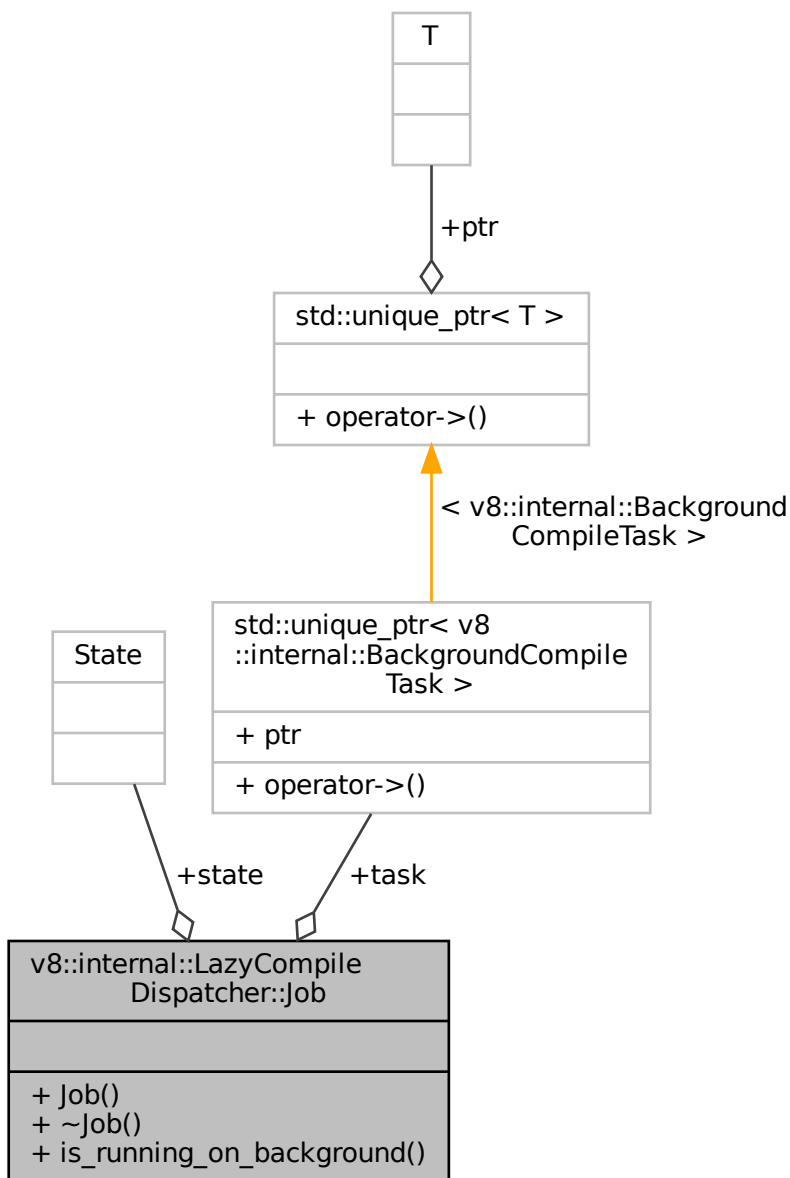 T
+ptr
std::unique_ptr< T >
+ operator->()
< v8::internal::Background
CompileTask >
std::unique_ptr< v8
::internal::BackgroundCompile
Task >
+ ptr
+ operator->()
State
+state
+task
v8::internal::LazyCompile
Dispatcher::Job
+ Job()
+ ~Job()
+ is_running_on_background()